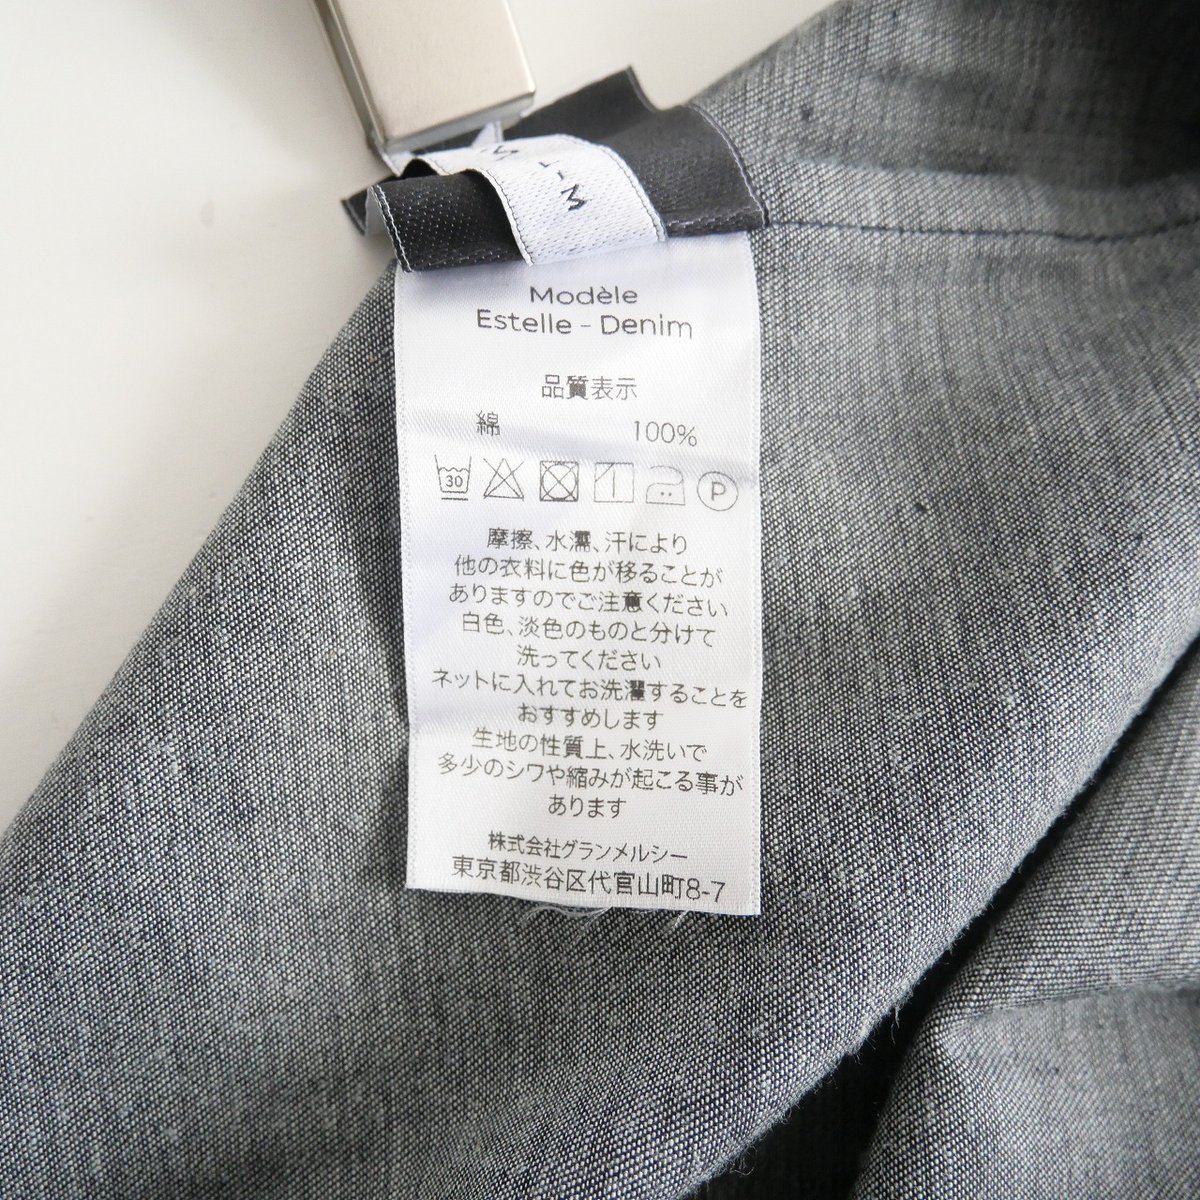 Modèle
Estelle - Denim
品質表示
綿 100%
30 P
摩擦、水濡、汗により
他の衣料に色が移ることが
ありますのでご注意ください
白色、淡色のものと分けて
洗ってください
ネットに入れてお洗濯することを
おすすめします
生地の性質上、水洗いで
多少のシワや縮みが起こる事が
あります
株式会社グランメルシー
東京都渋谷区代官山町8-7